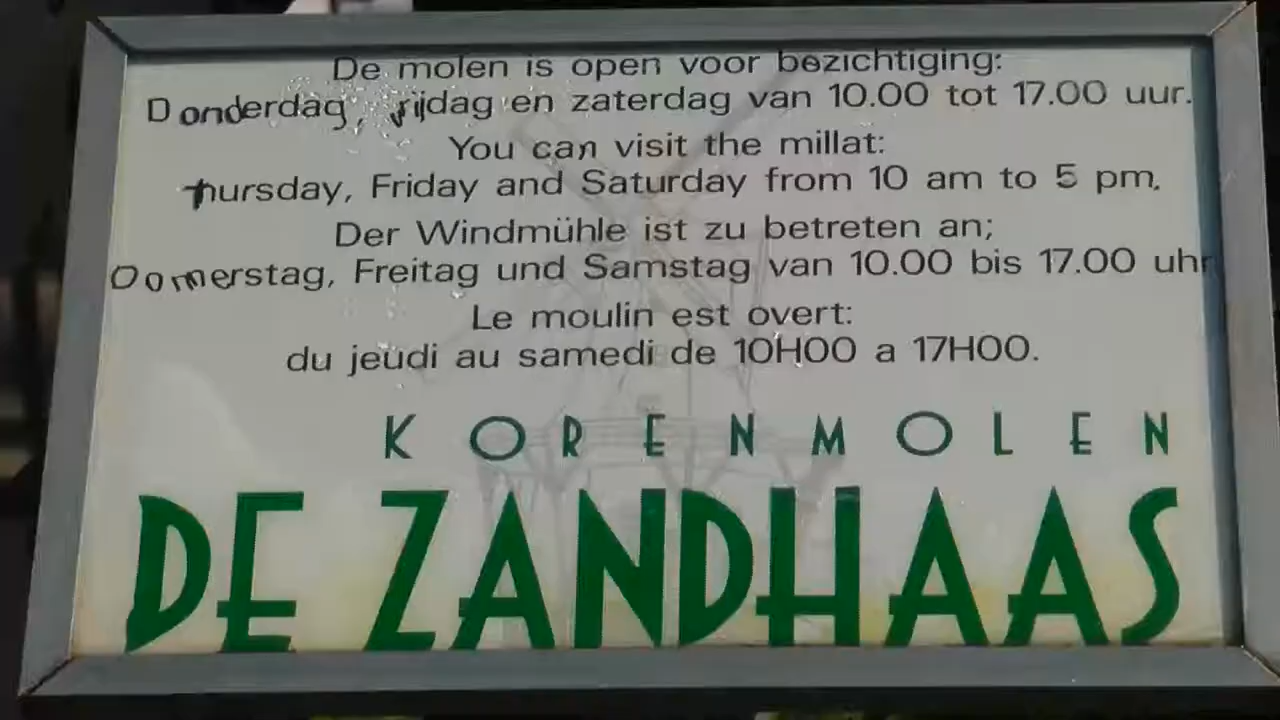 De molen is open voor bezichtiging:
Donderdag, vrijdag en zaterdag van 10.00 tot 17.00 uur.
You can visit the millat:
Thursday, Friday and Saturday from 10 am to 5 pm.
Der Windmühle ist zu betreten an;
Donnerstag, Freitag und Samstag van 10.00 bis 17.00 uhr
Le moulin est overt:
du jeudi au samedi de 10H00 a 17H00.
KORENMOLEN
DE ZANDHAAS